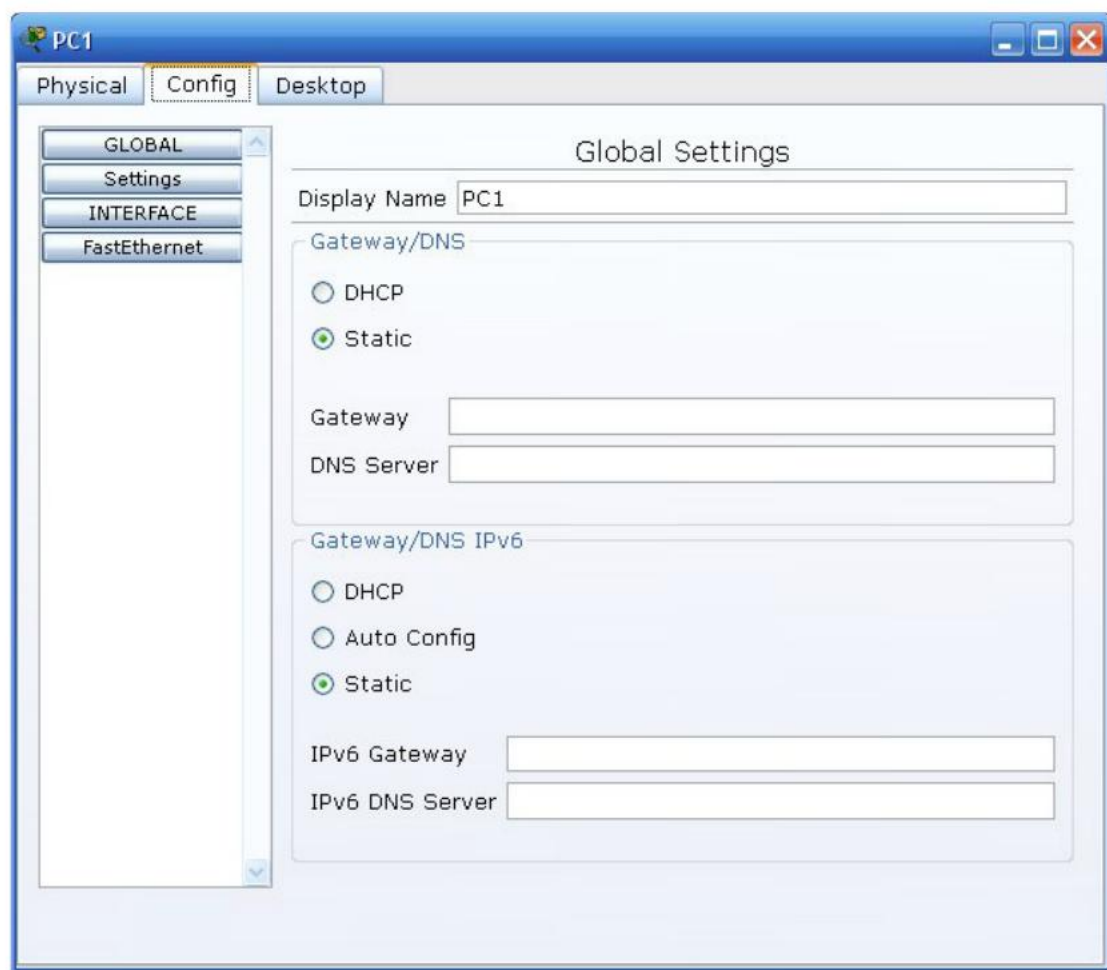 PC1
Physical Config Desktop
GLOBAL
Settings
INTERFACE
FastEthernet
Global Settings
Display Name PC1
Gateway/DNS
DHCP
Static
Gateway
DNS Server
Gateway/DNS IPv6
DHCP
Auto Config
Static
IPv6 Gateway
IPv6 DNS Server